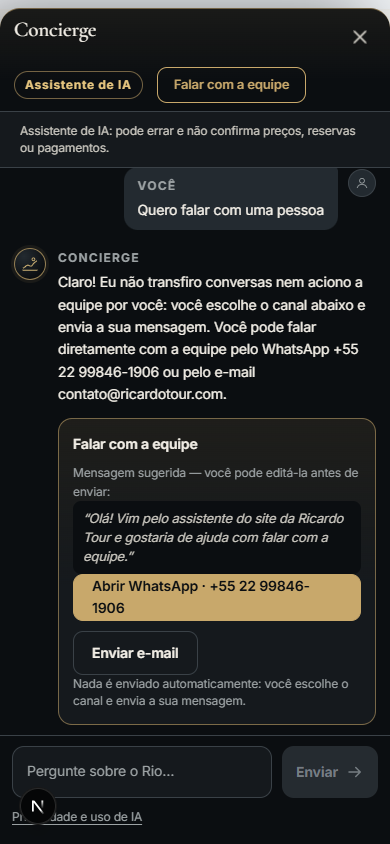 Concierge
Assistente de IA
Falar com a equipe
Assistente de IA: pode errar e não confirma preços, reservas
ou pagamentos.
VOCÊ
Quero falar com uma pessoa
CONCIERGE
Claro! Eu não transfiro conversas nem aciono a
equipe por você: você escolhe o canal abaixo e
envia a sua mensagem. Você pode falar
diretamente com a equipe pelo WhatsApp +55
22 99846-1906 ou pelo e-mail
contato@ricardotour.com.
Falar com a equipe
Mensagem sugerida — você pode editá-la antes de
enviar:
“Olá! Vim pelo assistente do site da Ricardo
Tour e gostaria de ajuda com falar com a
equipe.”
Abrir WhatsApp · +55 22 99846-
1906
Enviar e-mail
Nada é enviado automaticamente: você escolhe o
canal e envia a sua mensagem.
Pergunte sobre o Rio...
Enviar →
N
e uso de IA